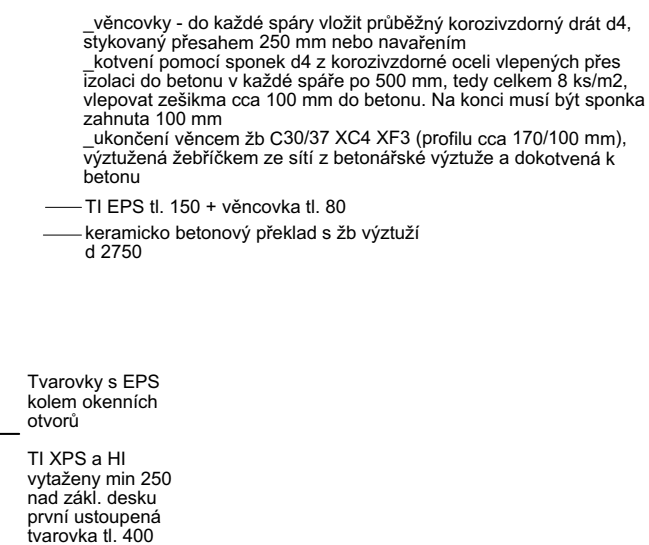 _věncovky - do každé spáry vložit průběžný korozivzdorný drát d4,
stykovaný přesahem 250 mm nebo navařením
_kotvení pomocí sponek d4 z korozivzdorné oceli vlepených přes
izolaci do betonu v každé spáře po 500 mm, tedy celkem 8 ks/m2,
vlepovat zešikma cca 100 mm do betonu. Na konci musí být sponka
zahnuta 100 mm
_ukončení věncem žb C30/37 XC4 XF3 (profilu cca 170/100 mm),
výztužená žebříčkem ze sítí z betonářské výztuže a dokotvená k
betonu
TI EPS tl. 150 + věncovka tl. 80
keramicko betonový překlad s žb výztuží
d 2750
Tvarovky s EPS
kolem okenních
otvorů
TI XPS a HI
vytaženy min 250
nad zákl. desku
první ustoupená
tvarovka tl. 400